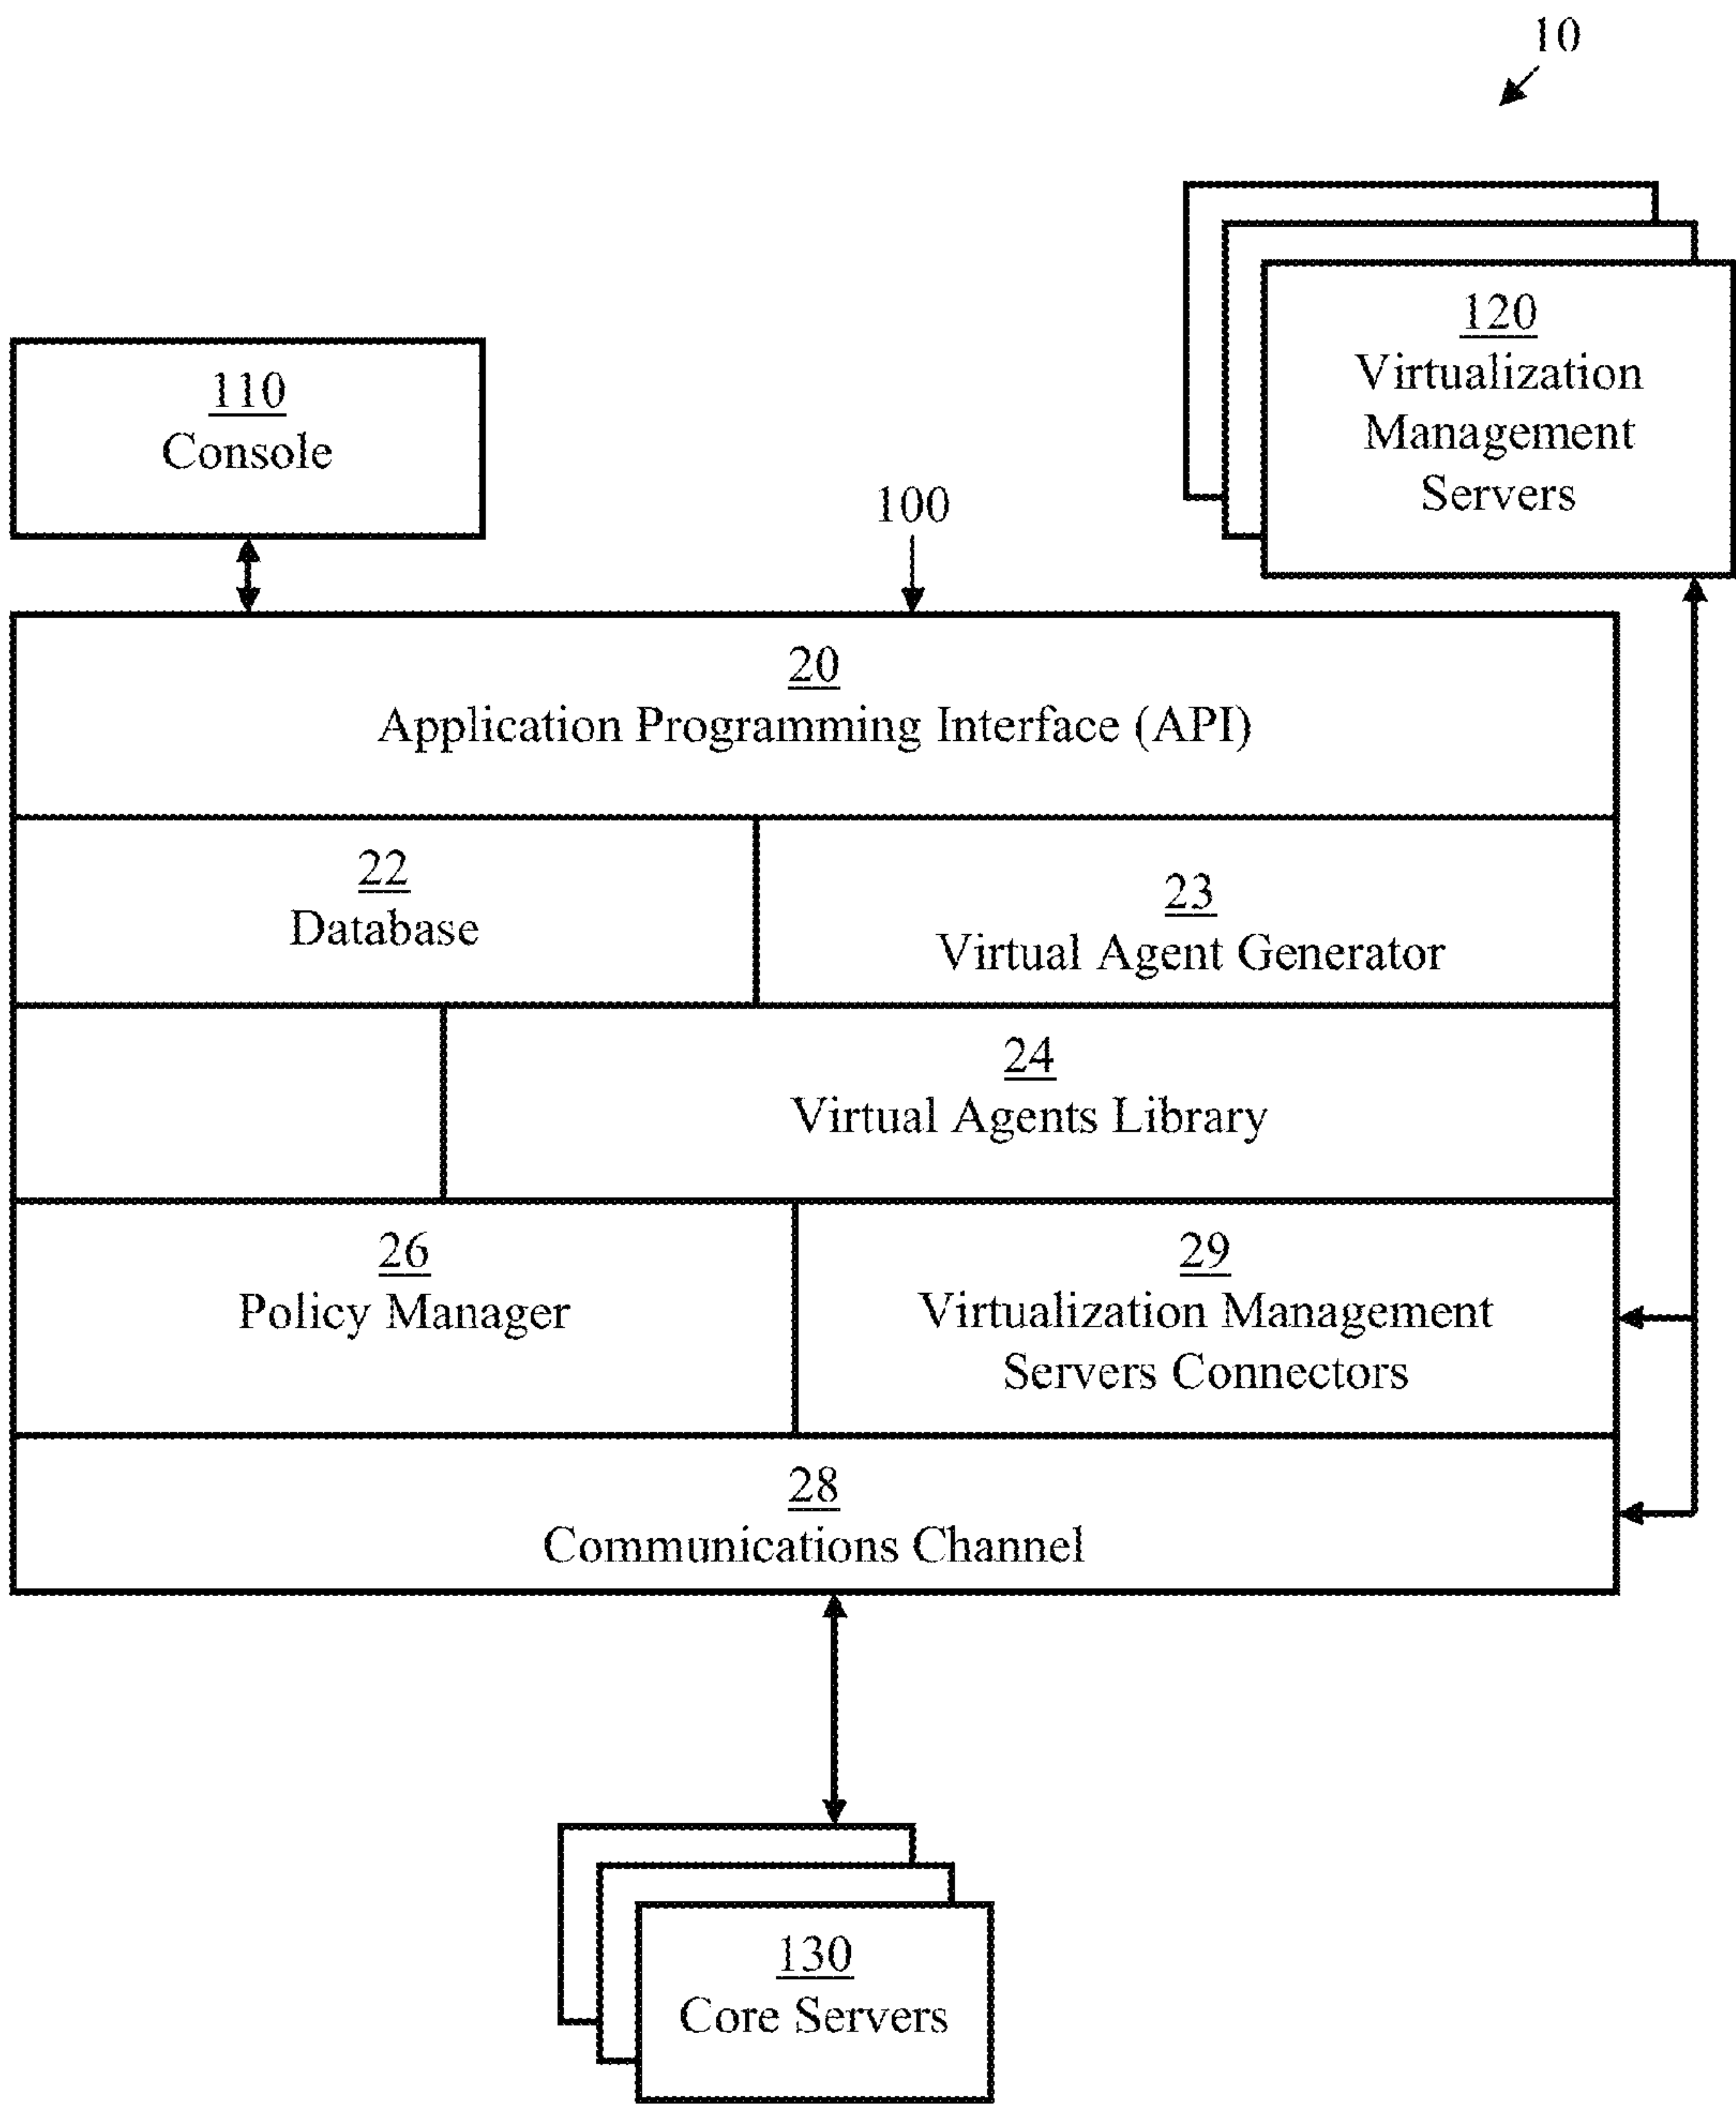 10
120
Virtualization
Management
Servers
110
Console
100
20
Application Programming Interface (API)
22
Database
23
Virtual Agent Generator
24
Virtual Agents Library
26
Policy Manager
29
Virtualization Management
Servers Connectors
28
Communications Channel
130
Core Servers